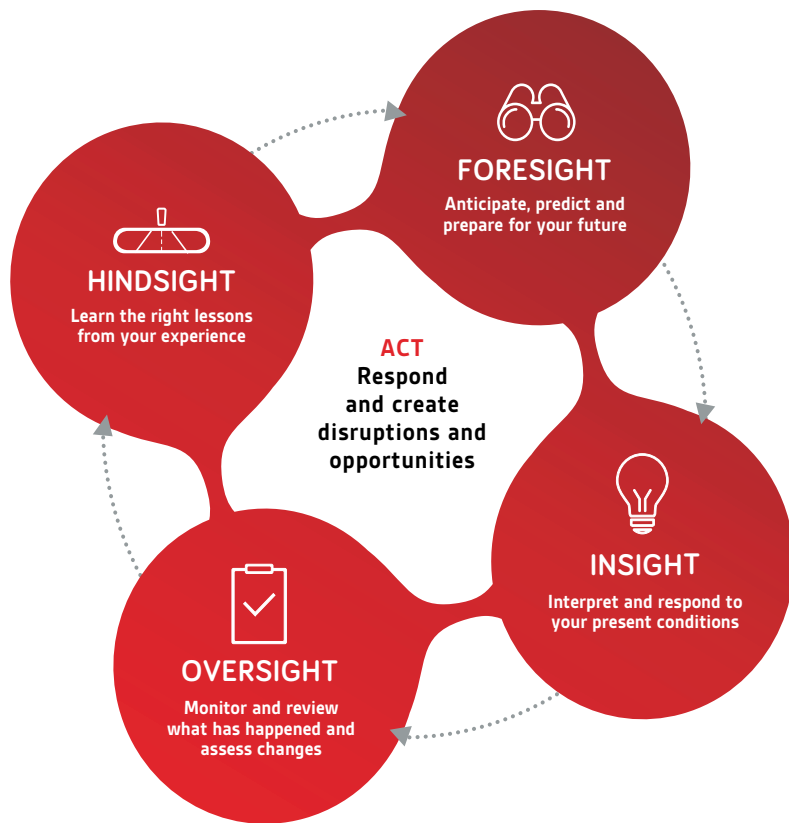 FORESIGHT
Anticipate, predict and
prepare for your future
HINDSIGHT
Learn the right lessons
from your experience
ACT
Respond
and create
disruptions and
opportunities
INSIGHT
Interpret and respond to
your present conditions
OVERSIGHT
Monitor and review
what has happened and
assess changes